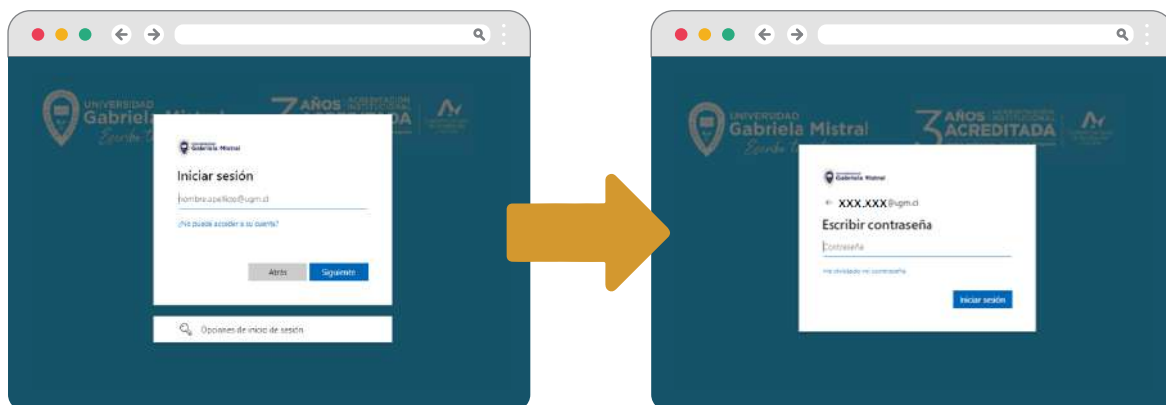 UNIVERSIDAD
Gabriela
AÑOS
Gabriela Mistral
Iniciar sesión
nombre.apellido@ugm.cl
¿No puede acceder a su cuenta?
Atrás
Siguiente
Opciones de inicio de sesión
UNIVERSIDAD
Gabriela Mistral
3 AÑOS
ACREDITADA
Gabriela Mistral
← XXX.XXX@ugm.cl
Escribir contraseña
Contraseña
He olvidado mi contraseña
Iniciar sesión